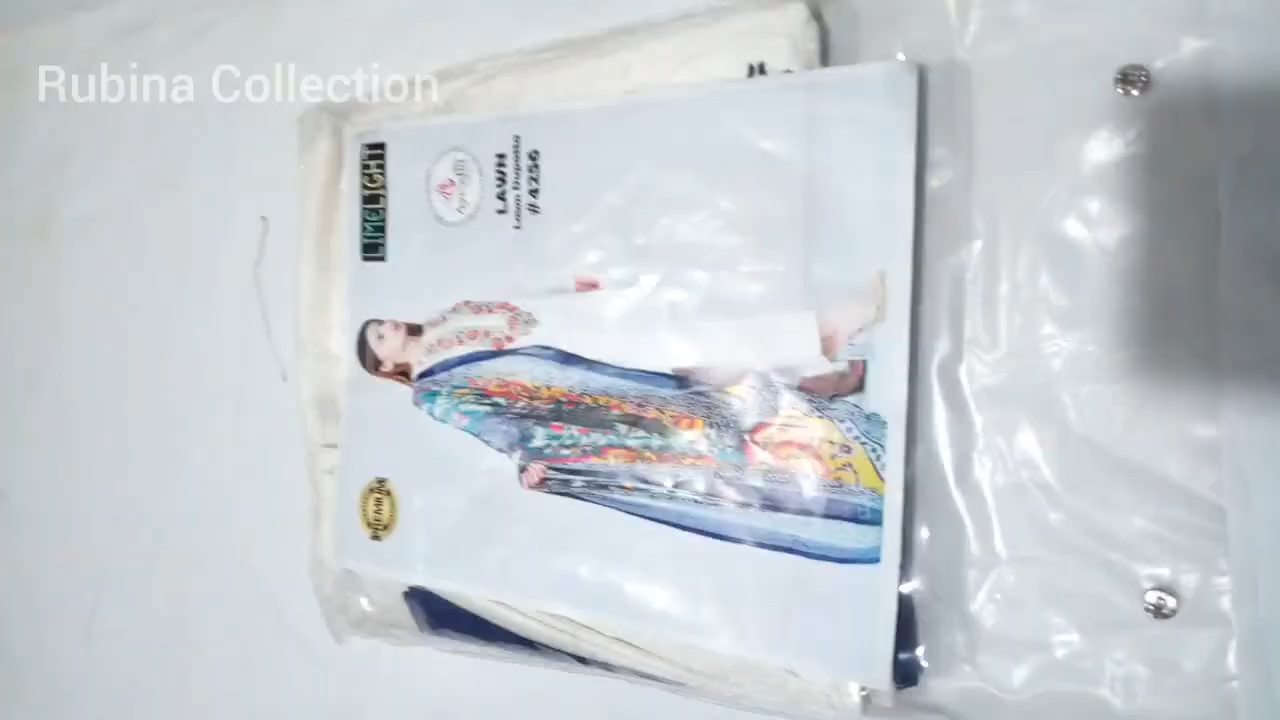 Rubina Collection
LIMELIGHT
LAWN
Lawn Dupatta
#4256
PREMIUM